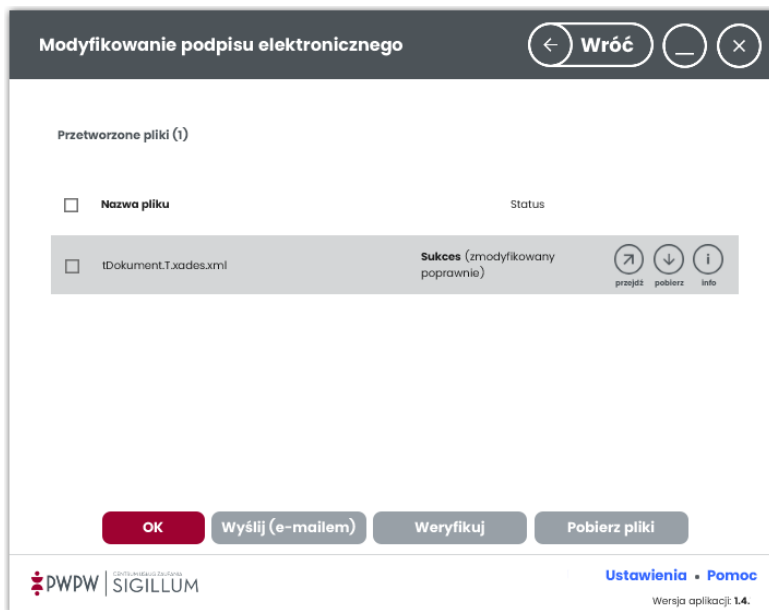 Modyfikowanie podpisu elektronicznego
Wróć
Przetworzone pliki (1)
Nazwa pliku Status
tDokument.T.xades.xml Sukces (zmodyfikowany
poprawnie)
przejdź pobierz info
OK Wyślij (e-mailem) Weryfikuj Pobierz pliki
PWPW SIGILLUM
Ustawienia • Pomoc
Wersja aplikacji: 1.4.